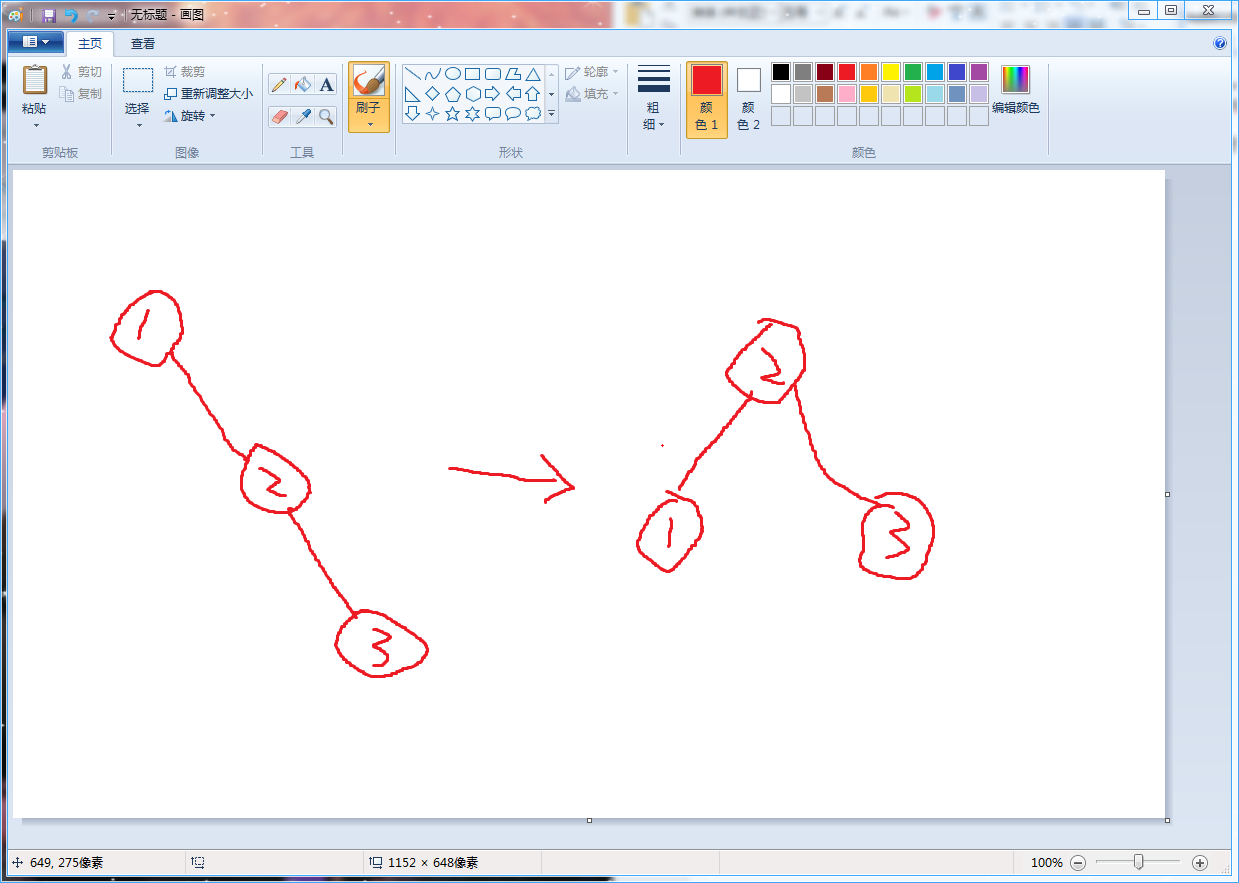 无标题 - 画图
主页 查看
粘贴
剪切
复制
剪贴板
选择
裁剪
重新调整大小
旋转
图像
A
工具
刷子
形状
轮廓
填充
粗
细
颜
色 1
颜
色 2
编辑颜色
颜色
1
2
3
2
1
3
649, 275像素
1152 × 648像素
100%